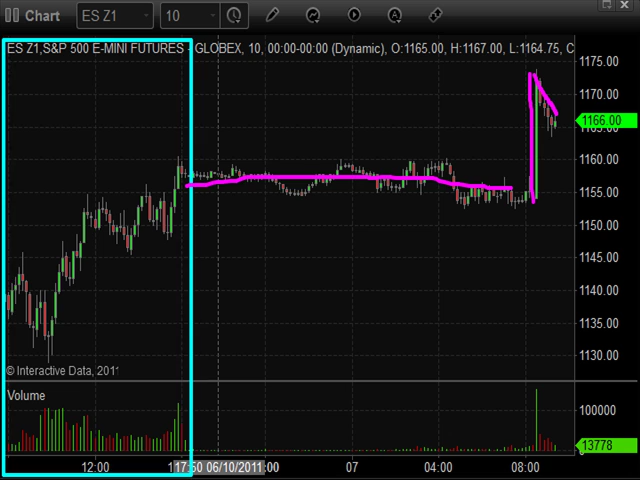 Chart ES Z1 10
ES Z1,S&P 500 E-MINI FUTURES - GLOBEX, 10, 00:00-00:00 (Dynamic), O:1165.00, H:1167.00, L:1164.75, C
1175.00
1170.00
1166.00
1160.00
1155.00
1150.00
1145.00
1140.00
1135.00
1130.00
© Interactive Data, 2011
Volume
100000
13778
12:00 17:50 06/10/2011 :00 07 04:00 08:00